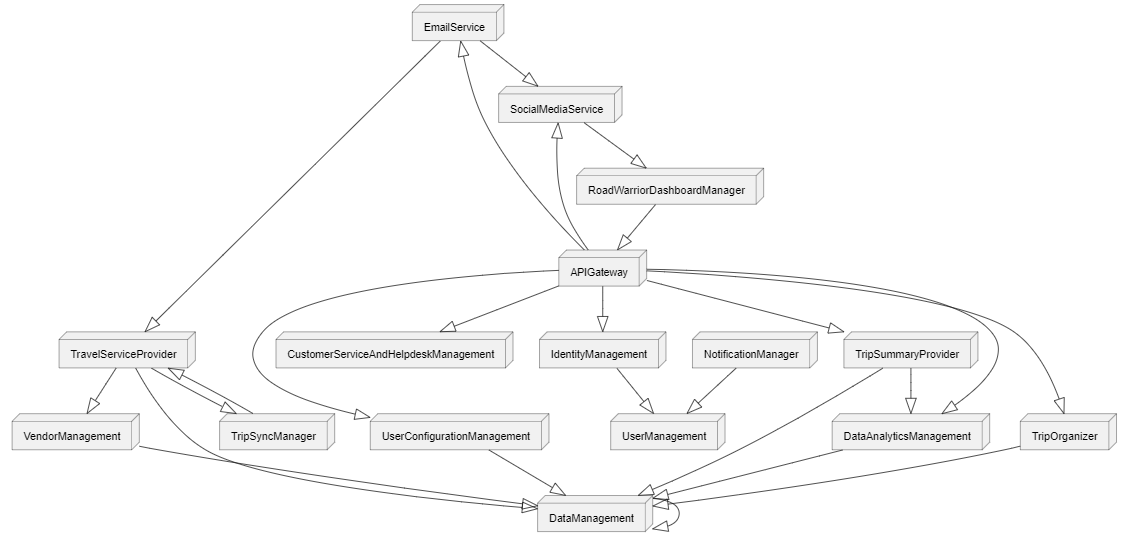 EmailService
SocialMediaService
RoadWarriorDashboardManager
APIGateway
TravelServiceProvider
CustomerServiceAndHelpdeskManagement
IdentityManagement
NotificationManager
TripSummaryProvider
VendorManagement
TripSyncManager
UserConfigurationManagement
UserManagement
DataAnalyticsManagement
TripOrganizer
DataManagement